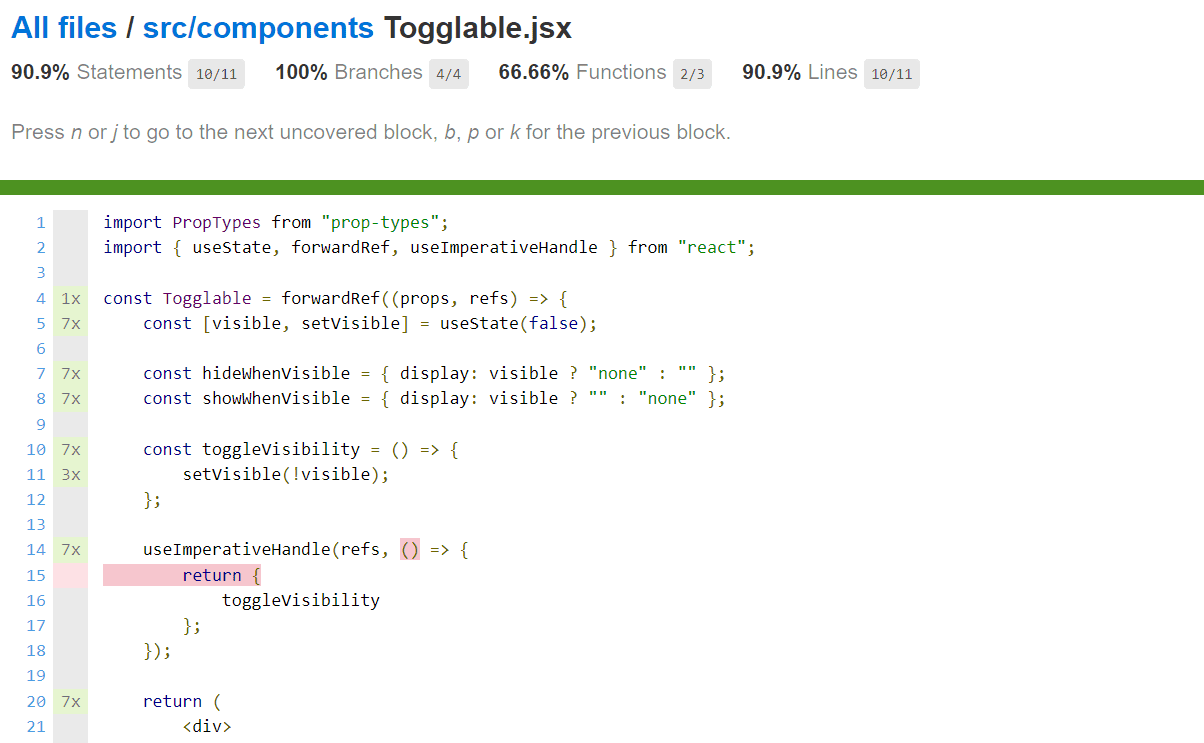 All files / src/components Togglable.jsx
90.9% Statements 10/11 100% Branches 4/4 66.66% Functions 2/3 90.9% Lines 10/11
Press n or j to go to the next uncovered block, b, p or k for the previous block.
1 import PropTypes from "prop-types";
2 import { useState, forwardRef, useImperativeHandle } from "react";
3
4 1x const Togglable = forwardRef((props, refs) => {
5 7x     const [visible, setVisible] = useState(false);
6
7 7x     const hideWhenVisible = { display: visible ? "none" : "" };
8 7x     const showWhenVisible = { display: visible ? "" : "none" };
9
10 7x     const toggleVisibility = () => {
11 3x         setVisible(!visible);
12     };
13
14 7x     useImperativeHandle(refs, () => {
15         return {
16             toggleVisibility
17         };
18     });
19
20 7x     return (
21         <div>